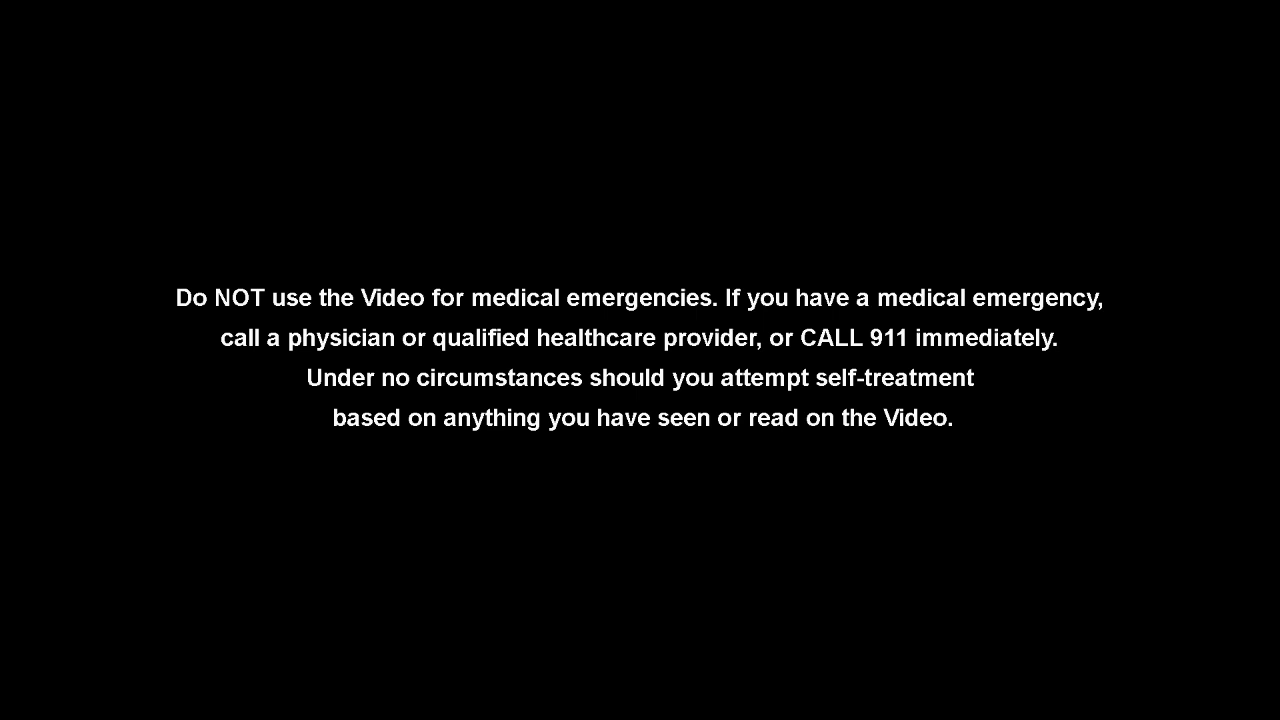 Do NOT use the Video for medical emergencies. If you have a medical emergency,
call a physician or qualified healthcare provider, or CALL 911 immediately.
Under no circumstances should you attempt self-treatment
based on anything you have seen or read on the Video.